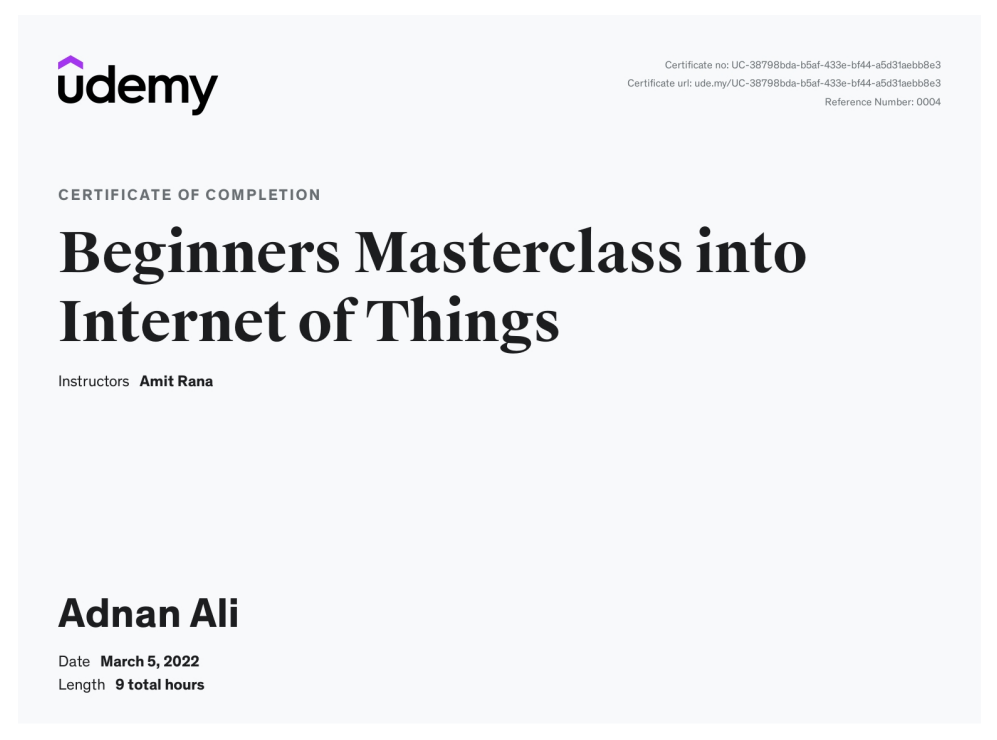 udemy
Certificate no: UC-38798bda-b5af-433e-bf44-a5d31aebb8e3
Certificate url: ude.my/UC-38798bda-b5af-433e-bf44-a5d31aebb8e3
Reference Number: 0004
CERTIFICATE OF COMPLETION
Beginners Masterclass into
Internet of Things
Instructors Amit Rana
Adnan Ali
Date March 5, 2022
Length 9 total hours